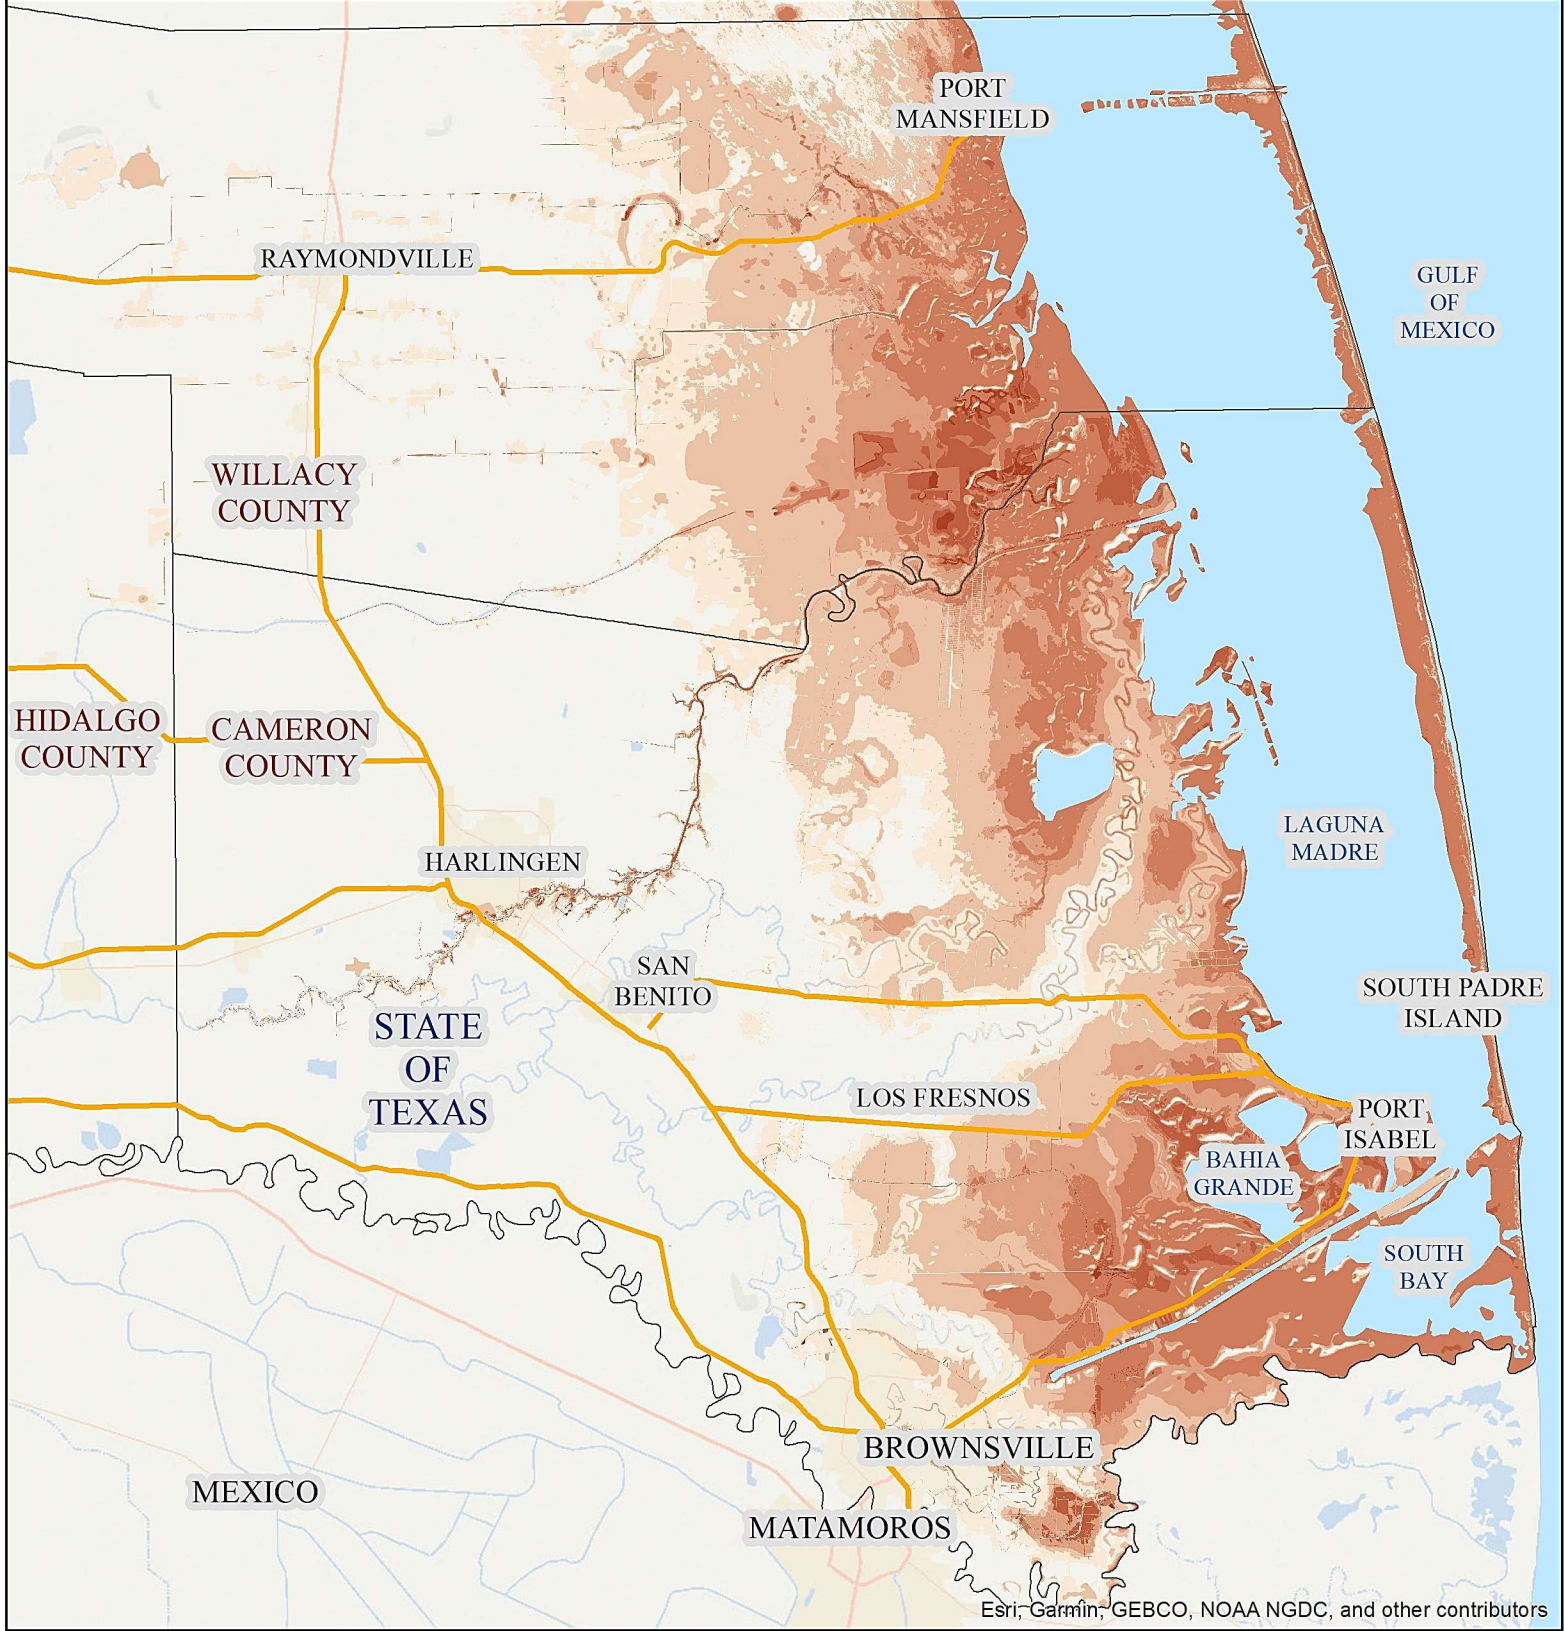 PORT
MANSFIELD
RAYMONDVILLE
GULF
OF
MEXICO
WILLACY
COUNTY
HIDALGO
COUNTY
CAMERON
COUNTY
LAGUNA
MADRE
HARLINGEN
SAN
BENITO
SOUTH PADRE
ISLAND
STATE
OF
TEXAS
LOS FRESNOS
PORT
ISABEL
BAHIA
GRANDE
SOUTH
BAY
BROWNSVILLE
MEXICO
MATAMOROS
Esri, Garmin, GEBCO, NOAA NGDC, and other contributors